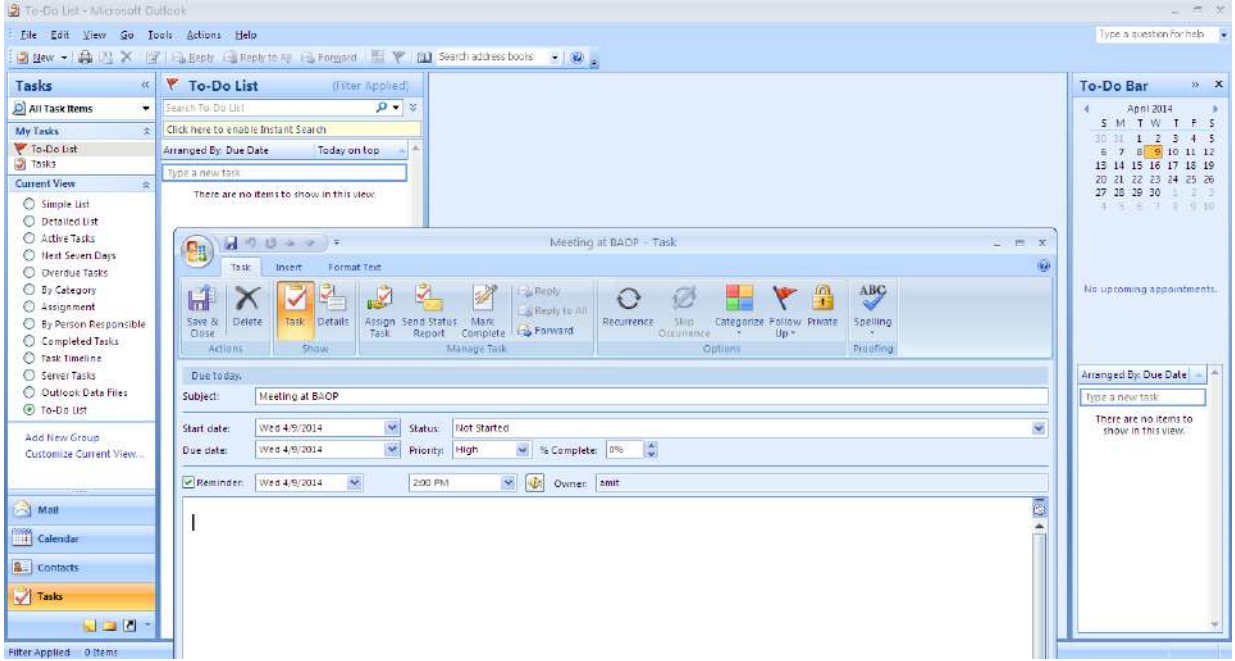 To-Do List - Microsoft Outlook
File Edit View Go Tools Actions Help
Type a question for help
New Reply Reply to All Forward Search address books
Tasks
All Task Items
My Tasks
To-Do List
Tasks
Current View
Simple List
Detailed List
Active Tasks
Next Seven Days
Overdue Tasks
By Category
Assignment
By Person Responsible
Completed Tasks
Task Timeline
Server Tasks
Outlook Data Files
To-Do List
Add New Group
Customize Current View...
Mail
Calendar
Contacts
Tasks
Filter Applied 0 Items
To-Do List (Filter Applied)
Search To-Do List
Click here to enable Instant Search
Arranged By: Due Date Today on top
Type a new task
There are no items to show in this view.
Meeting at BAOP - Task
Task Insert Format Text
Save & Close Delete Task Details Assign Task Send Status Report Mark Complete Reply Reply to All Forward Recurrence Skip Occurrence Categorize Follow Up Private ABC Spelling
Actions Show Manage Task Options Proofing
Due today.
Subject: Meeting at BAOP
Start date: Wed 4/9/2014 Status: Not Started
Due date: Wed 4/9/2014 Priority: High % Complete: 0%
Reminder: Wed 4/9/2014 2:00 PM Owner: amit
To-Do Bar
April 2014
S M T W T F S
30 31 1 2 3 4 5
6 7 8 9 10 11 12
13 14 15 16 17 18 19
20 21 22 23 24 25 26
27 28 29 30 1 2 3
4 5 6 7 8 9 10
No upcoming appointments.
Arranged By: Due Date
Type a new task
There are no items to
show in this view.